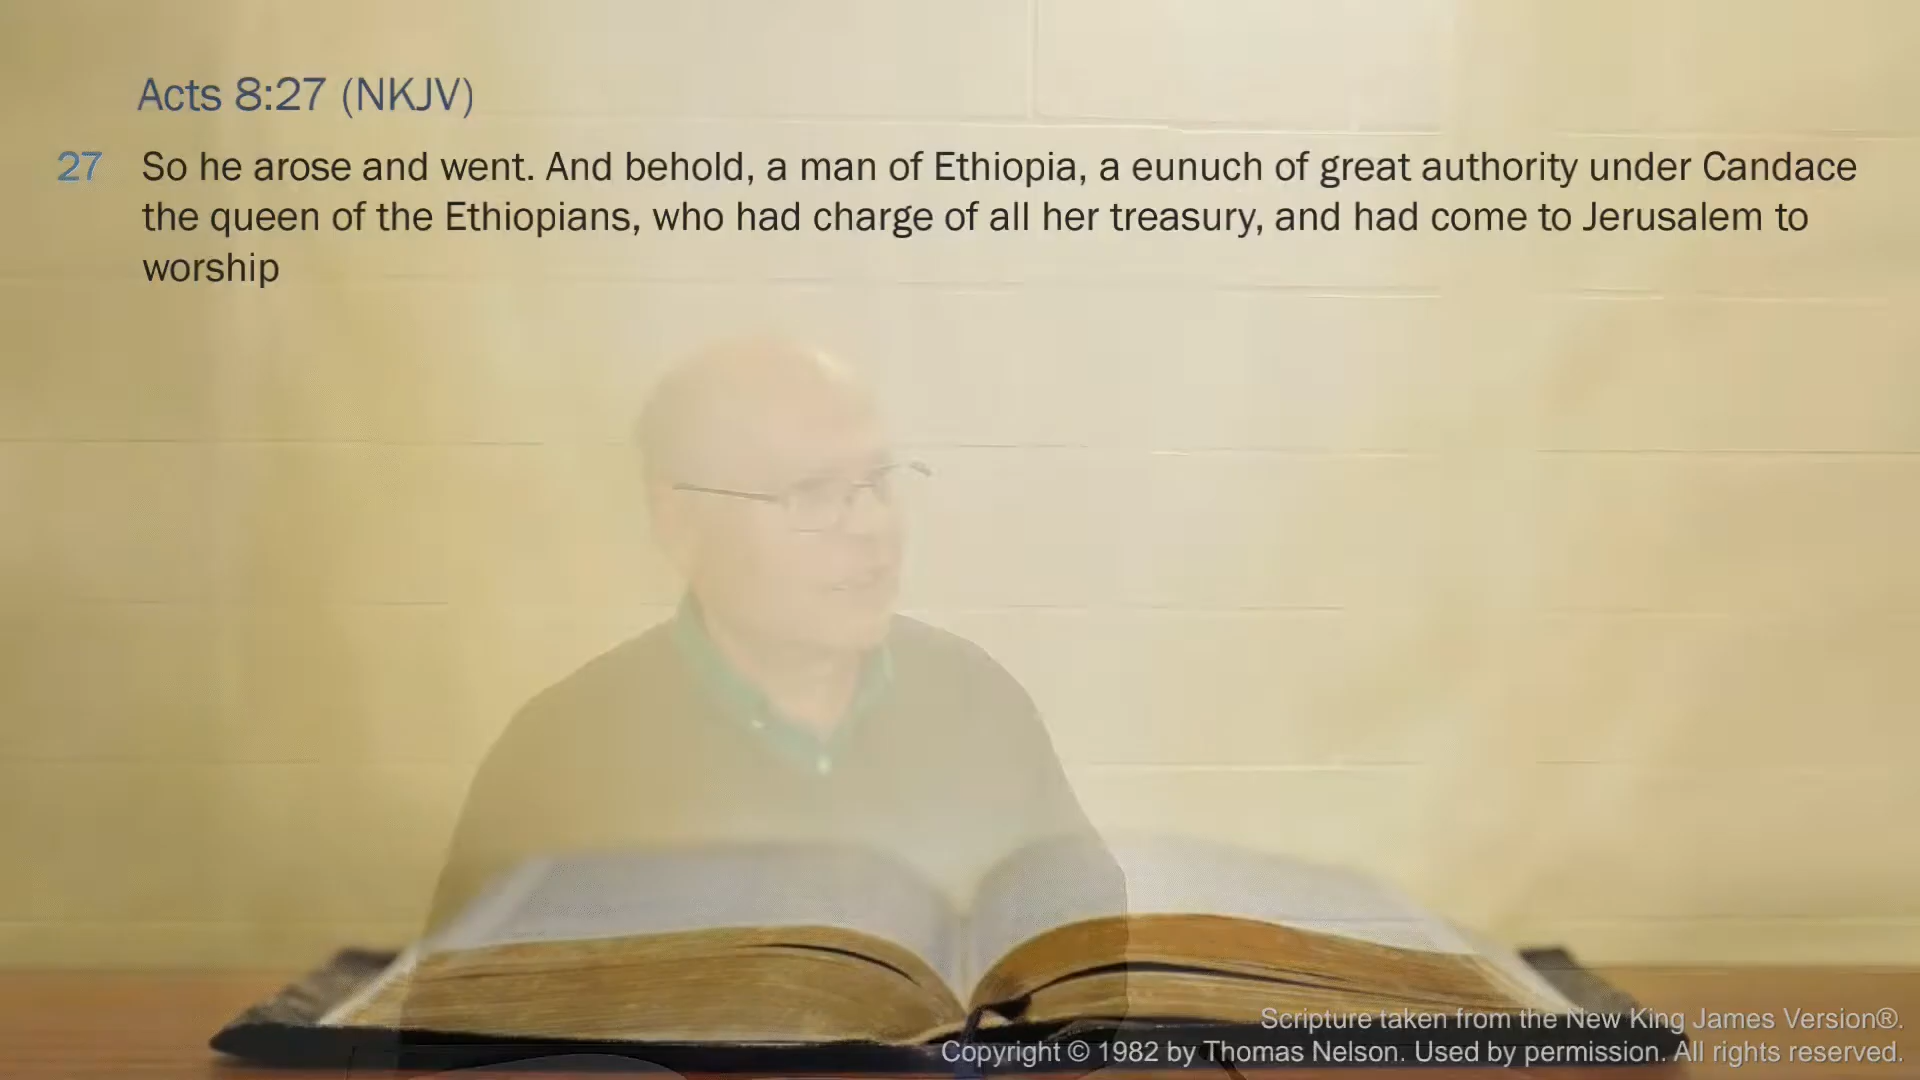 Acts 8:27 (NKJV)
27 So he arose and went. And behold, a man of Ethiopia, a eunuch of great authority under Candace
the queen of the Ethiopians, who had charge of all her treasury, and had come to Jerusalem to
worship
Scripture taken from the New King James Version®.
Copyright © 1982 by Thomas Nelson. Used by permission. All rights reserved.